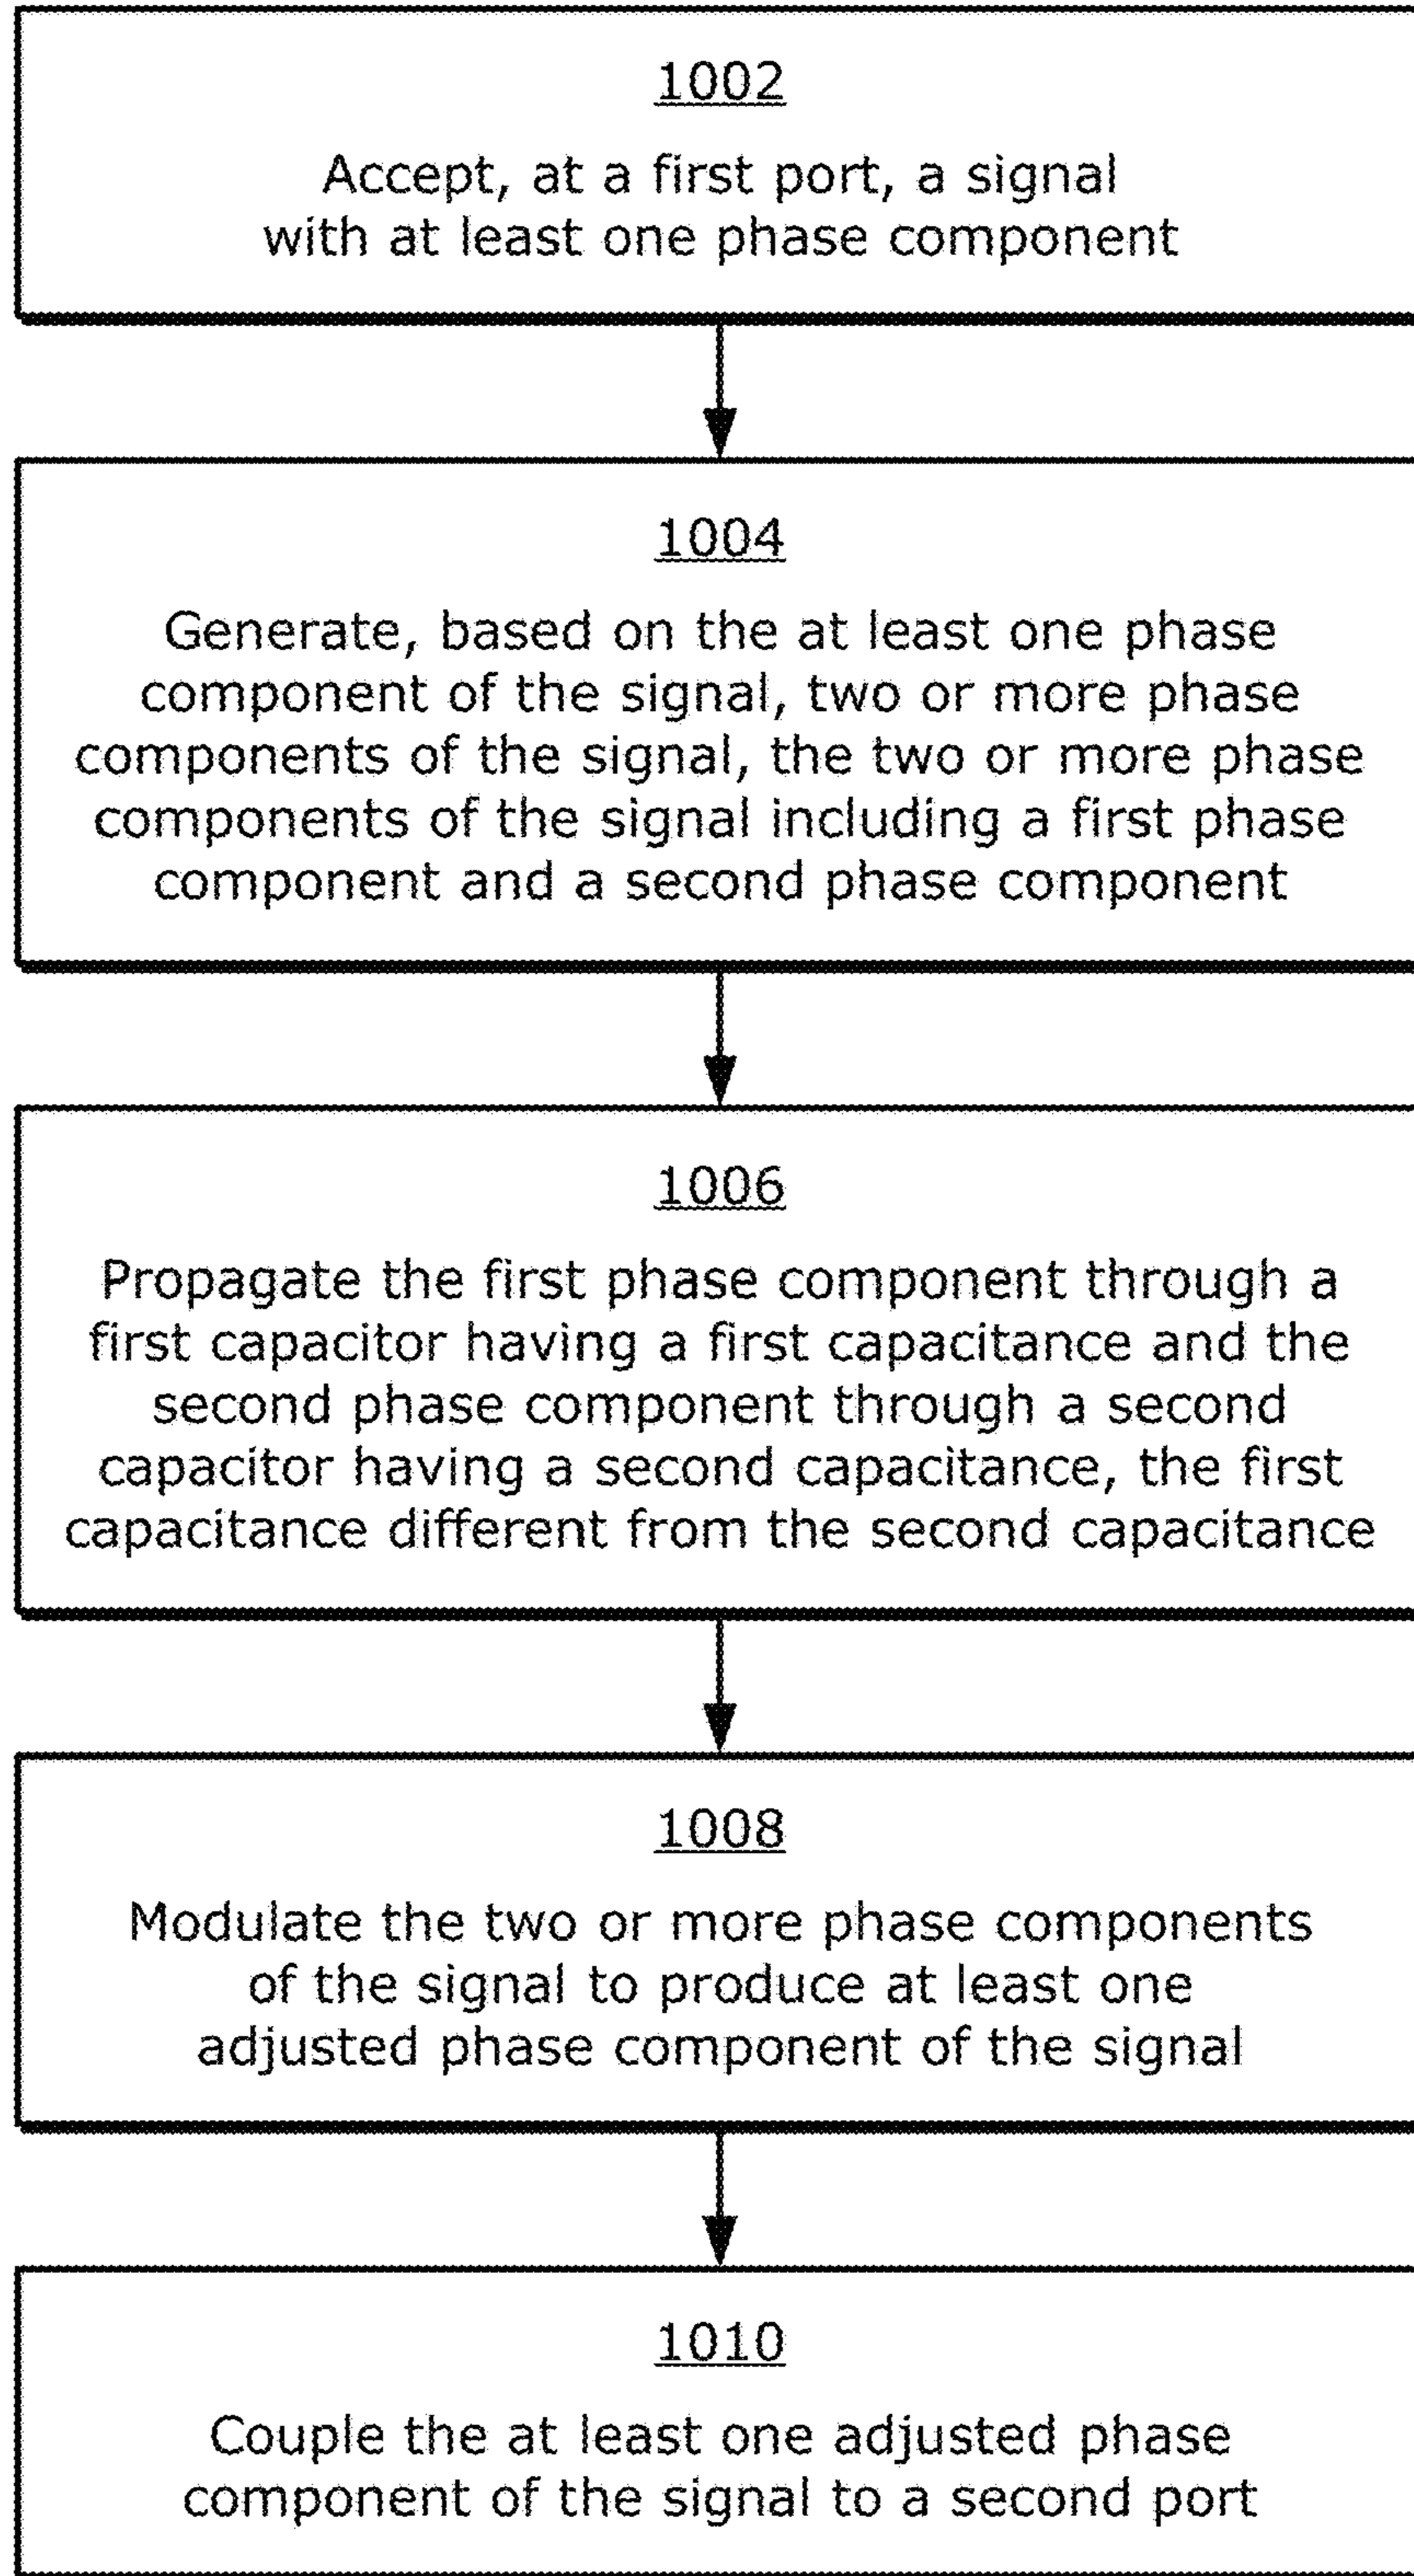 1002
Accept, at a first port, a signal
with at least one phase component
1004
Generate, based on the at least one phase
component of the signal, two or more phase
components of the signal, the two or more phase
components of the signal including a first phase
component and a second phase component
1006
Propagate the first phase component through a
first capacitor having a first capacitance and the
second phase component through a second
capacitor having a second capacitance, the first
capacitance different from the second capacitance
1008
Modulate the two or more phase components
of the signal to produce at least one
adjusted phase component of the signal
1010
Couple the at least one adjusted phase
component of the signal to a second port